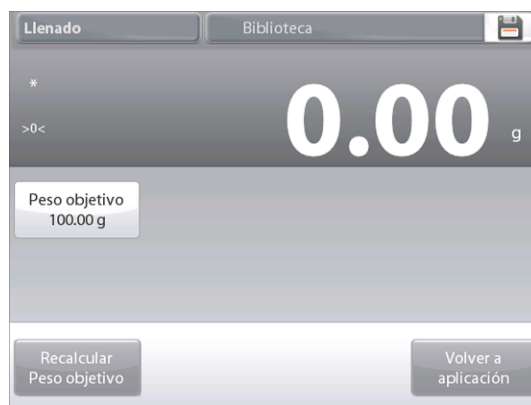 Llenado
Biblioteca
*
>0<
0.00 g
Peso objetivo
100.00 g
Recalcular
Peso objetivo
Volver a
aplicación